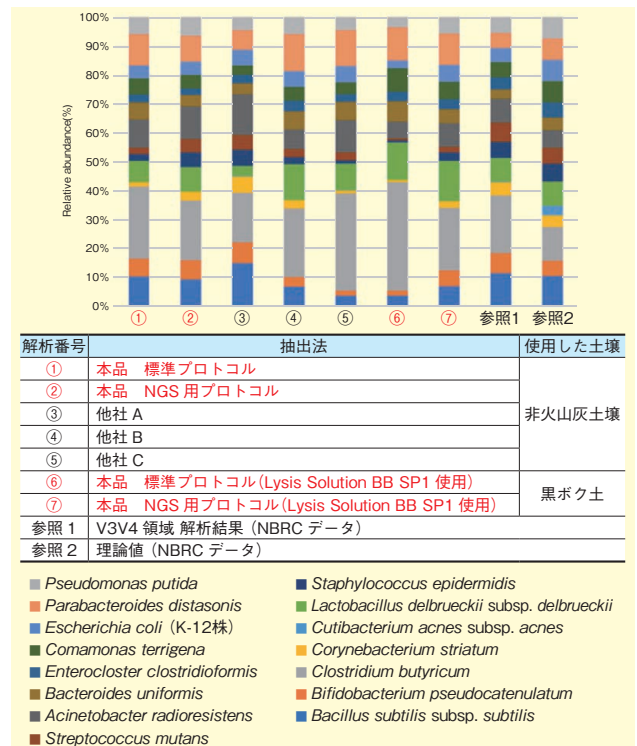 100%
90%
80%
70%
60%
50%
40%
30%
20%
10%
0%
Relative abundance(%)
① ② ③ ④ ⑤ ⑥ ⑦ 参照1 参照2
解析番号 抽出法 使用した土壌
① 本品 標準プロトコル
② 本品 NGS 用プロトコル
③ 他社 A
④ 他社 B
⑤ 他社 C
非火山灰土壌
⑥ 本品 標準プロトコル(Lysis Solution BB SP1 使用)
⑦ 本品 NGS 用プロトコル(Lysis Solution BB SP1 使用)
黒ボク土
参照 1 V3V4 領域 解析結果(NBRC データ)
参照 2 理論値(NBRC データ)
Pseudomonas putida
Parabacteroides distasonis
Escherichia coli(K-12株)
Comamonas terrigena
Enterocloster clostridioformis
Bacteroides uniformis
Acinetobacter radioresistens
Streptococcus mutans
Staphylococcus epidermidis
Lactobacillus delbrueckii subsp. delbrueckii
Cutibacterium acnes subsp. acnes
Corynebacterium striatum
Clostridium butyricum
Bifidobacterium pseudocatenulatum
Bacillus subtilis subsp. subtilis